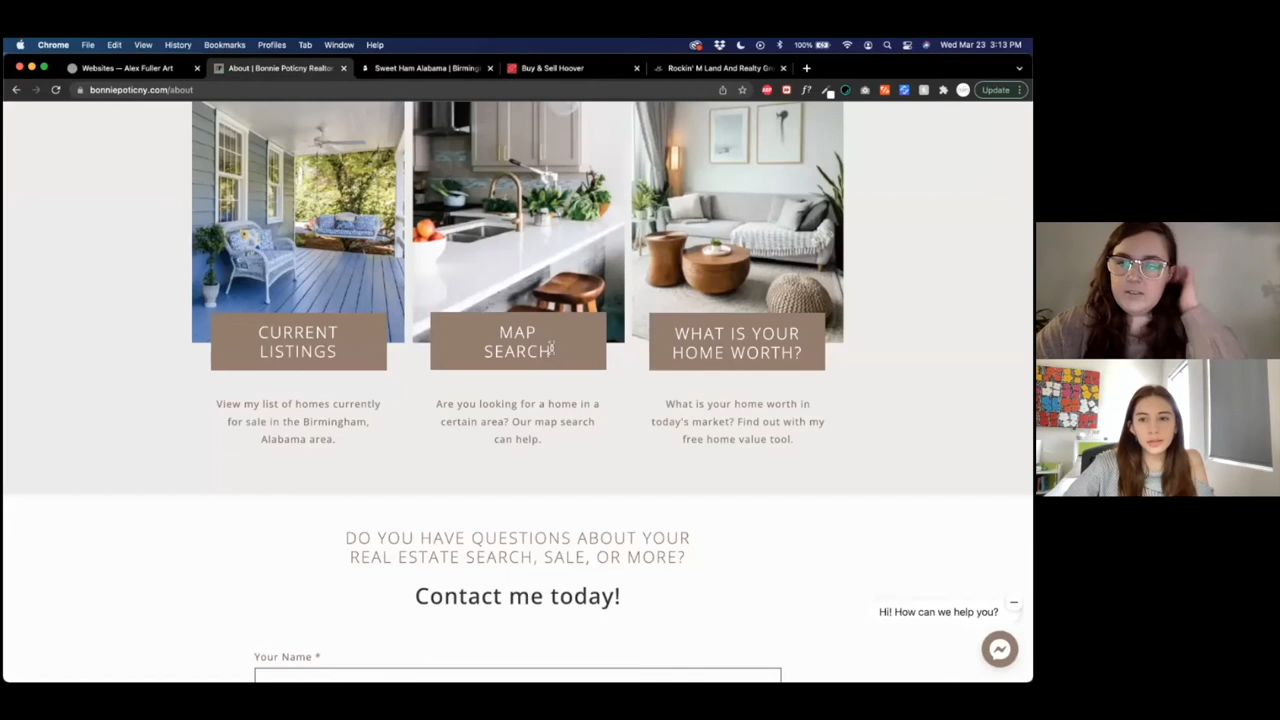 Chrome File Edit View History Bookmarks Profiles Tab Window Help
100% Wed Mar 23 3:13 PM
Websites — Alex Fuller Art
About | Bonnie Poticny Realtor
Sweet Ham Alabama | Birming
Buy & Sell Hoover
Rockin' M Land And Realty Gr
bonniepoticny.com/about
Update
CURRENT
LISTINGS
View my list of homes currently
for sale in the Birmingham,
Alabama area.
MAP
SEARCH
Are you looking for a home in a
certain area? Our map search
can help.
WHAT IS YOUR
HOME WORTH?
What is your home worth in
today's market? Find out with my
free home value tool.
DO YOU HAVE QUESTIONS ABOUT YOUR
REAL ESTATE SEARCH, SALE, OR MORE?
Contact me today!
Your Name *
Hi! How can we help you?